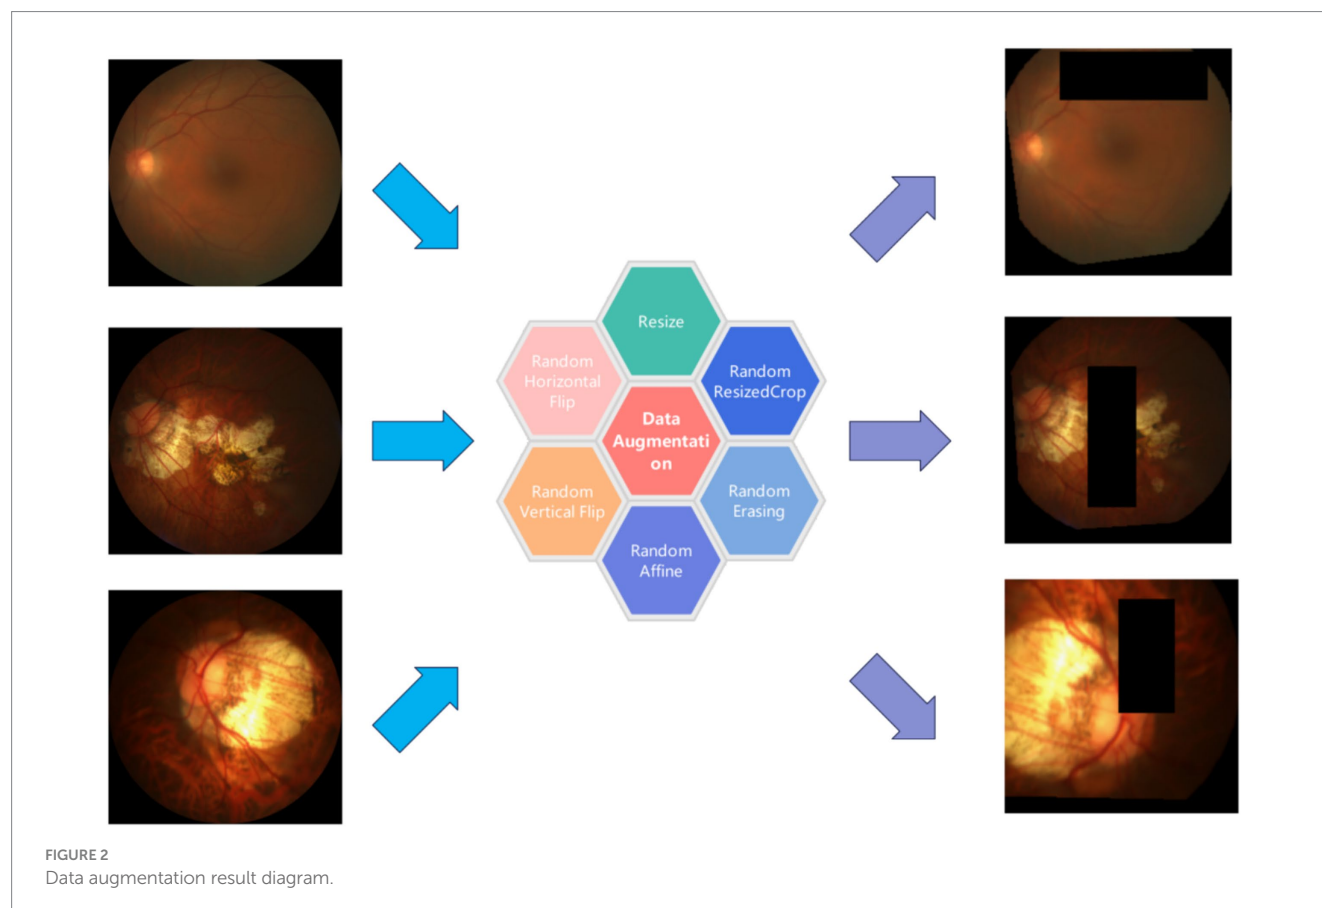 Resize
Random
Horizontal
Flip
Random
ResizedCrop
Data
Augmentati
on
Random
Vertical Flip
Random
Erasing
Random
Affine
FIGURE 2
Data augmentation result diagram.